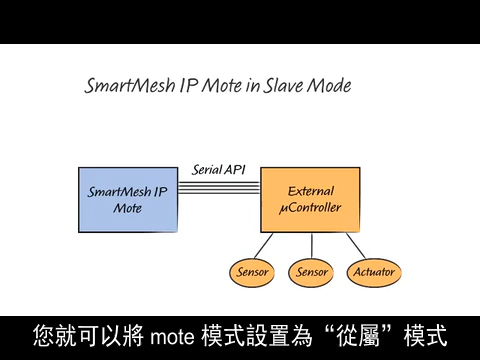 SmartMesh IP Mote in Slave Mode
Serial API
SmartMesh IP
Mote
External
µController
Sensor
Sensor
Actuator
您就可以將 mote 模式設置為“從屬”模式